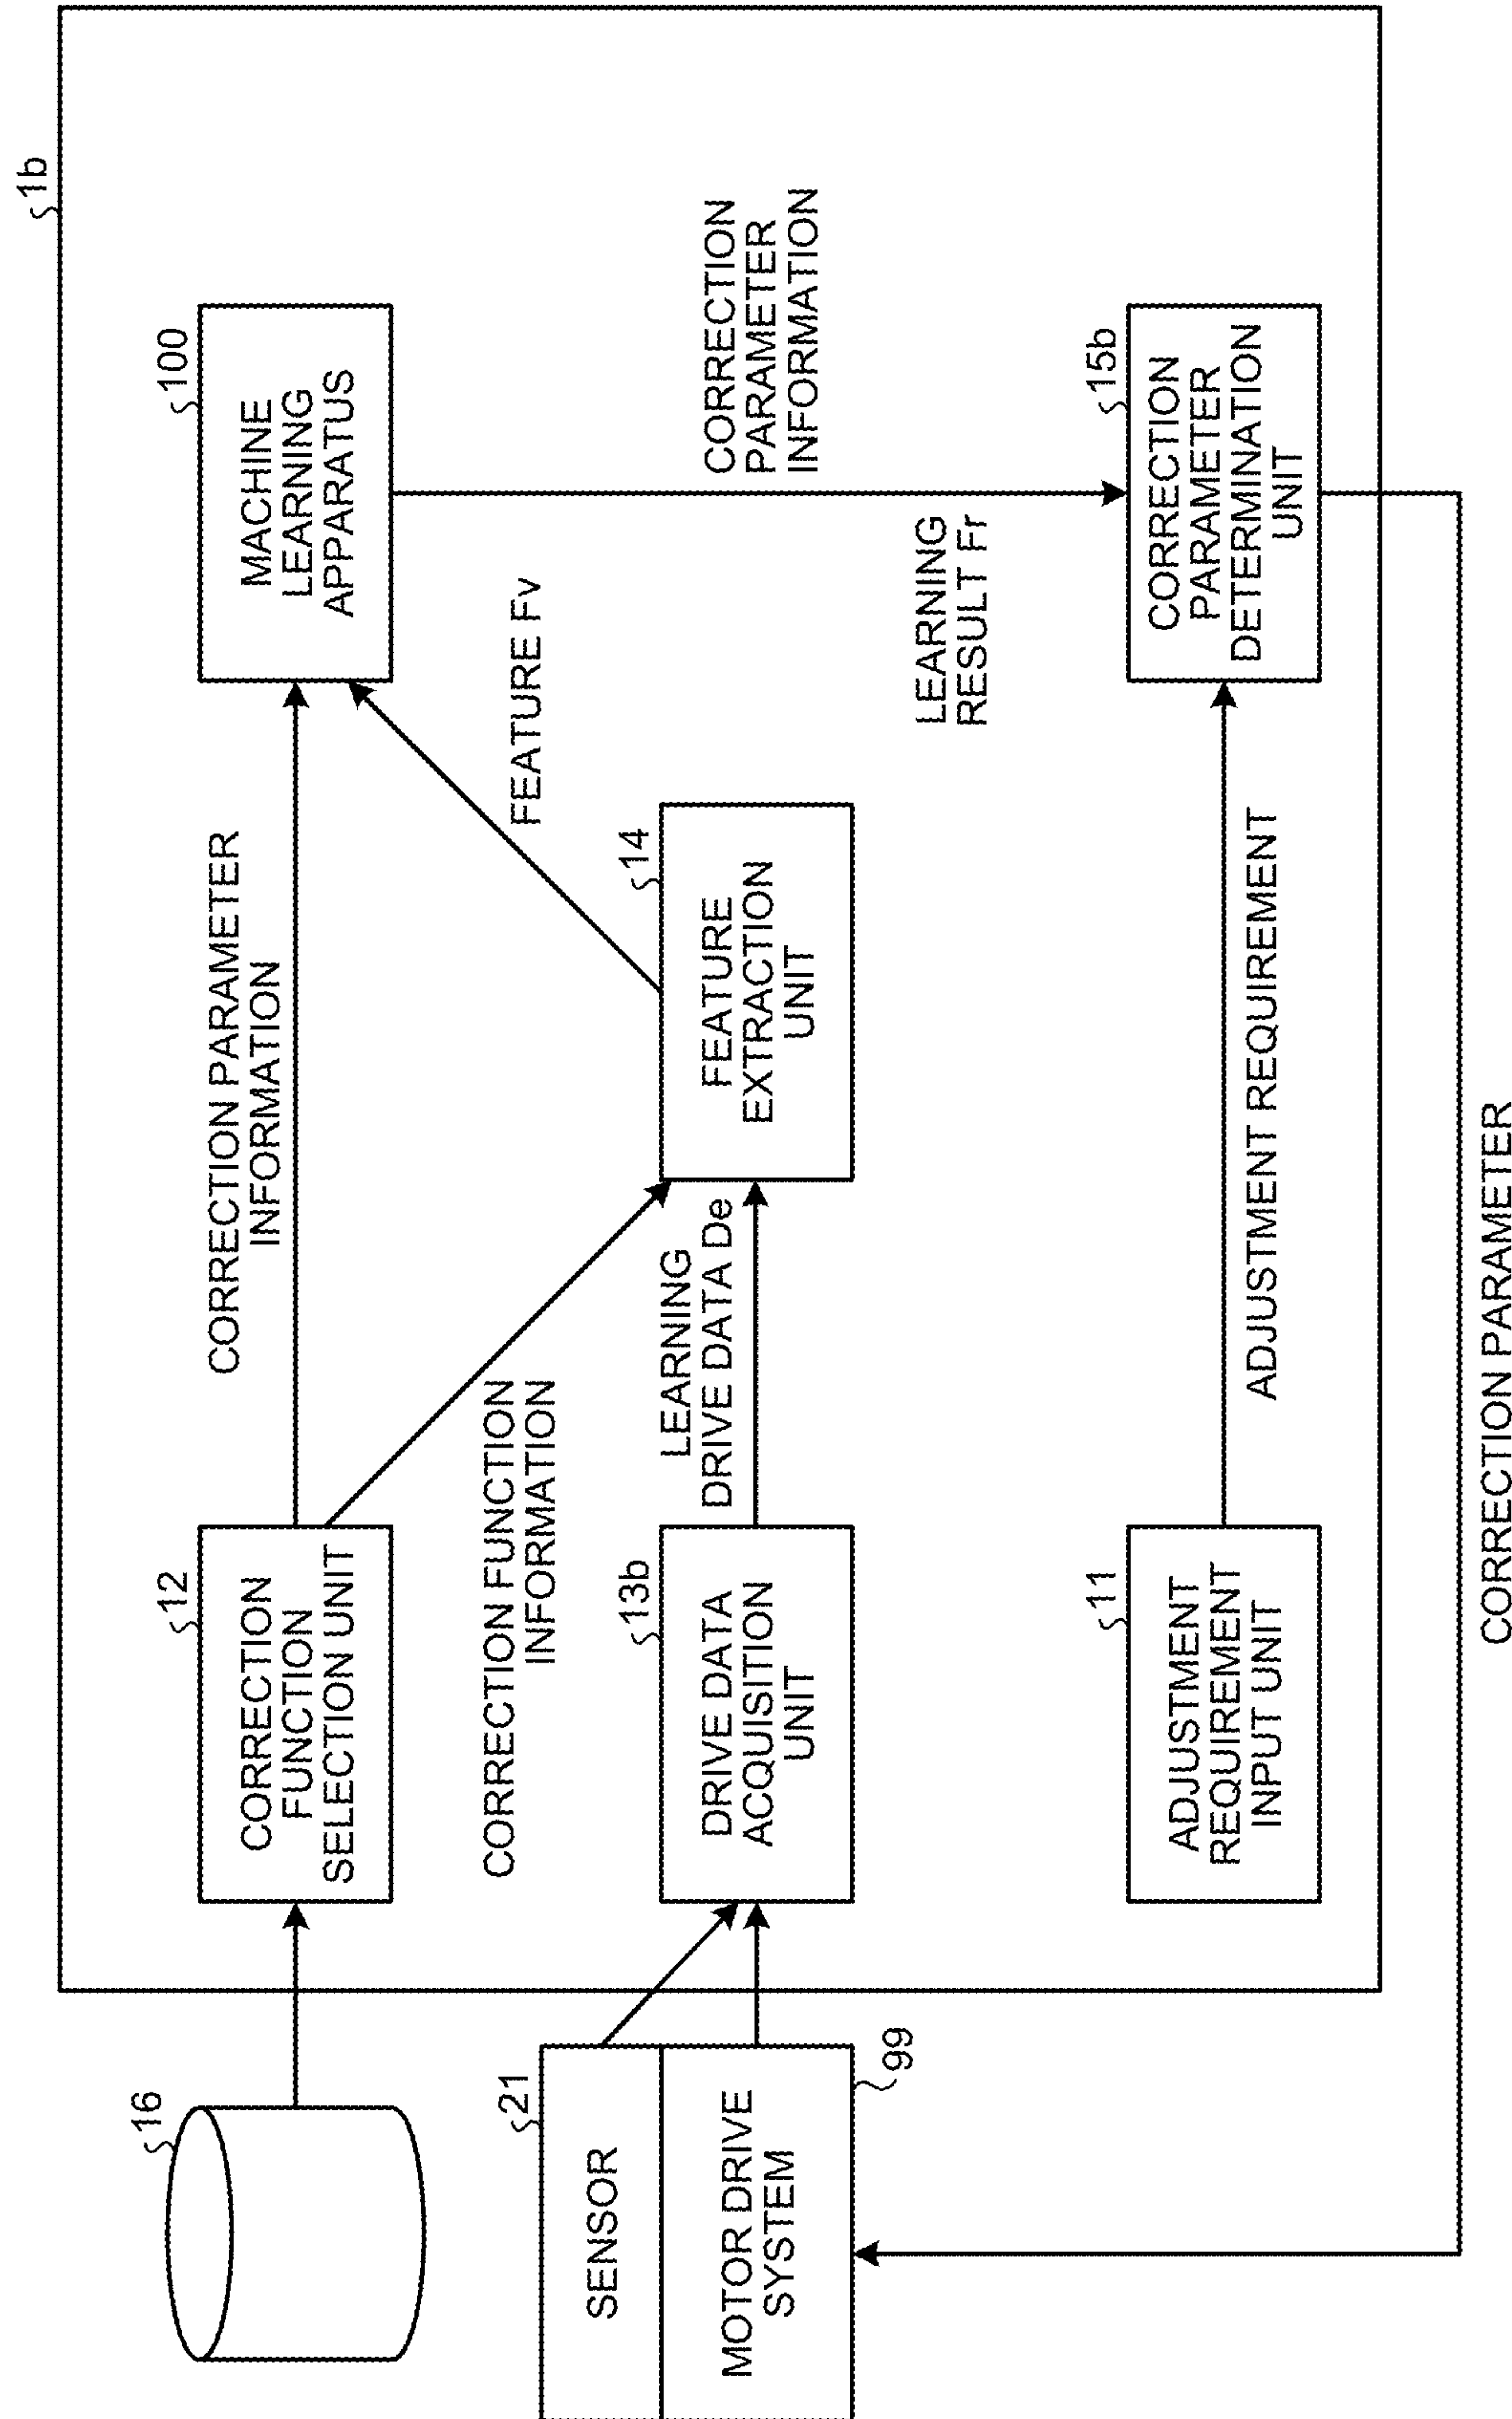 1b
16
12
CORRECTION
FUNCTION
SELECTION UNIT
CORRECTION PARAMETER
INFORMATION
100
MACHINE
LEARNING
APPARATUS
CORRECTION FUNCTION
INFORMATION
FEATURE Fv
21
SENSOR
MOTOR DRIVE
SYSTEM
99
13b
DRIVE DATA
ACQUISITION
UNIT
LEARNING
DRIVE DATA De
14
FEATURE
EXTRACTION
UNIT
CORRECTION
PARAMETER
INFORMATION
LEARNING
RESULT Fr
11
ADJUSTMENT
REQUIREMENT
INPUT UNIT
ADJUSTMENT REQUIREMENT
15b
CORRECTION
PARAMETER
DETERMINATION
UNIT
CORRECTION PARAMETER